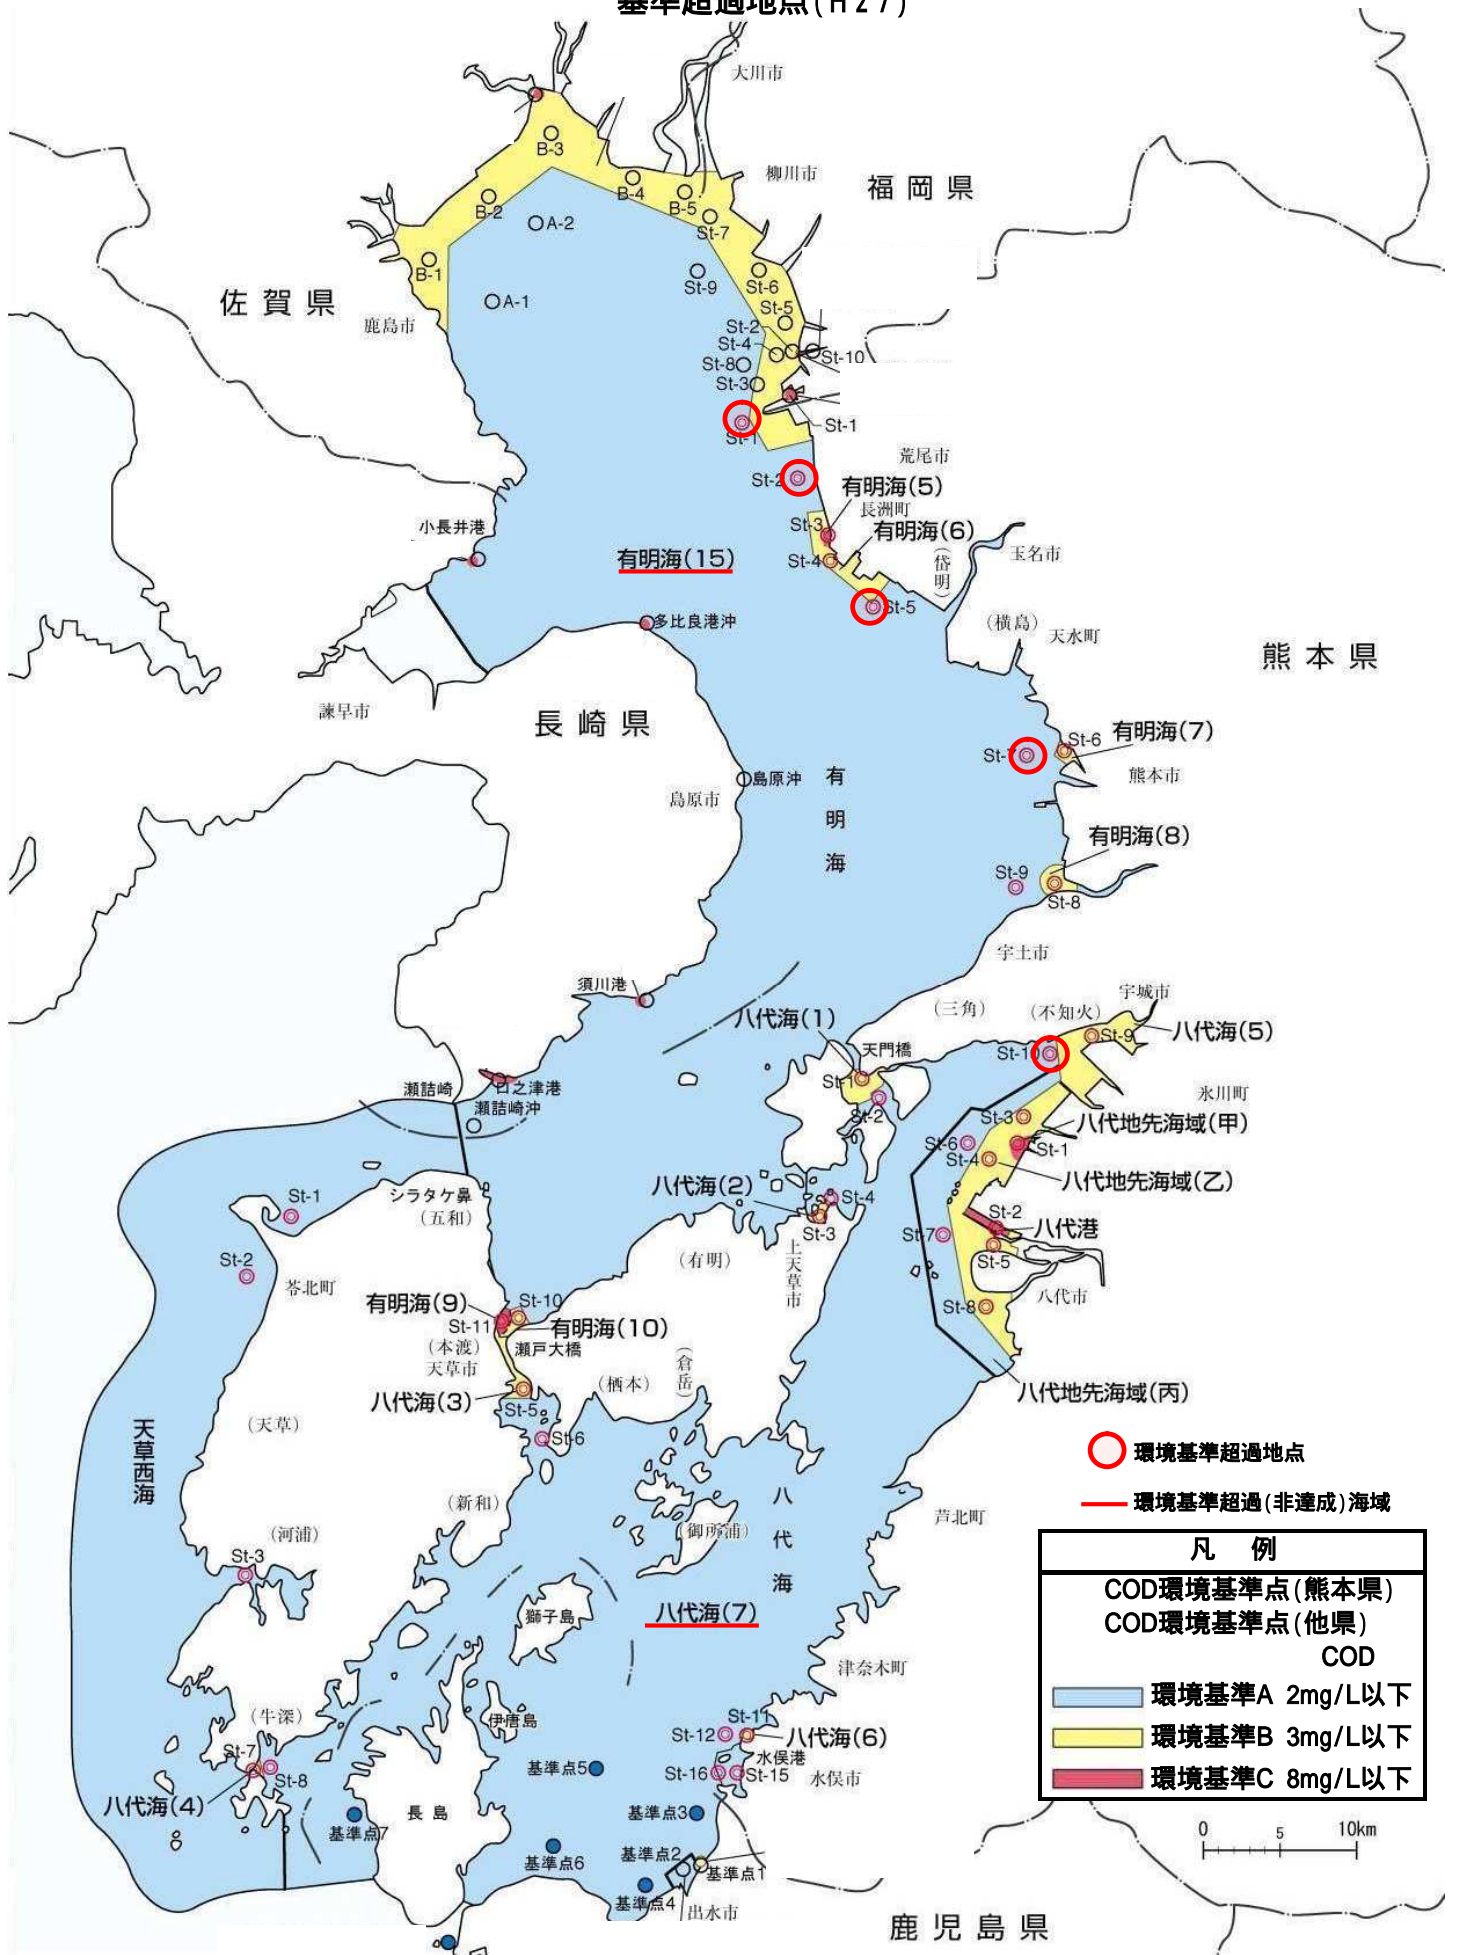 基準超過地点(H27)
大川市
柳川市
福岡県
B-3
B-4
B-5
B-2
A-2
St-7
B-1
St-9
St-6
A-1
St-5
佐賀県
鹿島市
St-2
St-4
St-10
St-8
St-3
St-1
St-1
荒尾市
St-2
有明海(5)
長洲町
St-3
有明海(6)
小長井港
有明海(15)
St-4
(岱明)
玉名市
St-5
多比良港沖
(横島)
天水町
熊本県
諫早市
長崎県
St-6
有明海(7)
St-7
熊本市
島原沖
島原市
有明海
有明海(8)
St-9
St-8
宇土市
須川港
(三角)
(不知火)
宇城市
八代海(1)
天門橋
St-10
St-9
八代海(5)
St-1
St-2
瀬詰崎
口之津港
瀬詰崎沖
氷川町
St-3
八代地先海域(甲)
St-6
St-1
St-4
八代地先海域(乙)
シラタケ鼻
(五和)
八代海(2)
St-4
St-1
St-3
St-2
八代港
St-7
St-5
St-2
苓北町
(有明)
上天草市
八代市
有明海(9)
St-10
St-11
有明海(10)
St-8
(本渡)
瀬戸大橋
天草市
(倉岳)
(栖本)
八代海(3)
St-5
八代地先海域(丙)
(天草)
St-6
天草西海
環境基準超過地点
環境基準超過(非達成)海域
(新和)
八代海
芦北町
(御所浦)
(河浦)
St-3
獅子島
八代海(7)
凡 例
COD環境基準点(熊本県)
COD環境基準点(他県)
COD
環境基準A 2mg/L以下
環境基準B 3mg/L以下
環境基準C 8mg/L以下
津奈木町
(牛深)
伊唐島
St-11
St-12
八代海(6)
水俣港
St-7
St-8
基準点5
St-16
St-15
水俣市
八代海(4)
長島
基準点3
基準点7
基準点6
基準点2
基準点1
基準点4
出水市
0 5 10km
鹿児島県